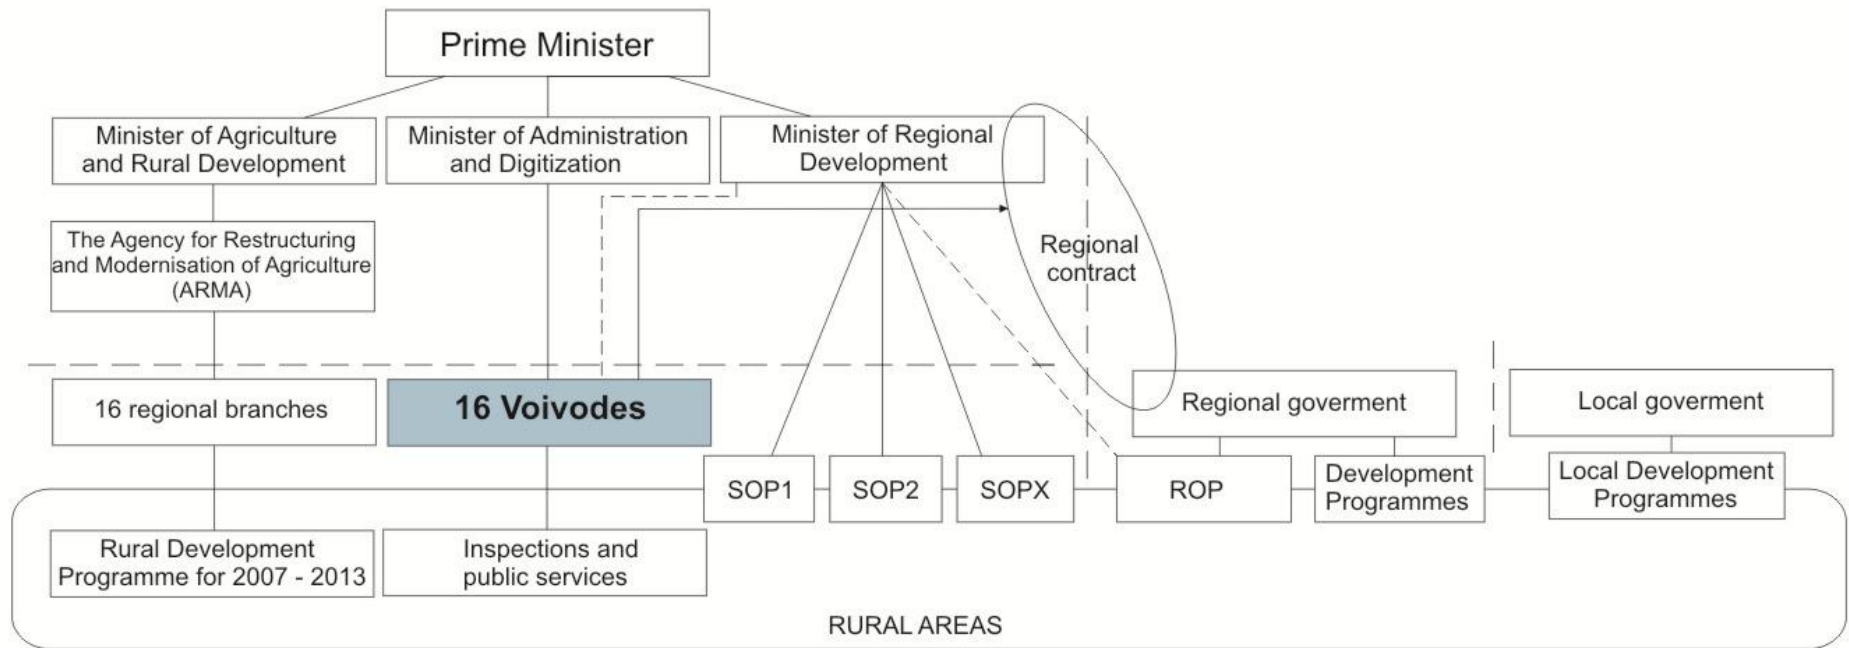 Prime Minister
Minister of Agriculture
and Rural Development
Minister of Administration
and Digitization
Minister of Regional
Development
The Agency for Restructuring
and Modernisation of Agriculture
(ARMA)
Regional
contract
16 regional branches
16 Voivodes
Regional goverment
Local goverment
SOP1
SOP2
SOPX
ROP
Development
Programmes
Local Development
Programmes
Rural Development
Programme for 2007 - 2013
Inspections and
public services
RURAL AREAS